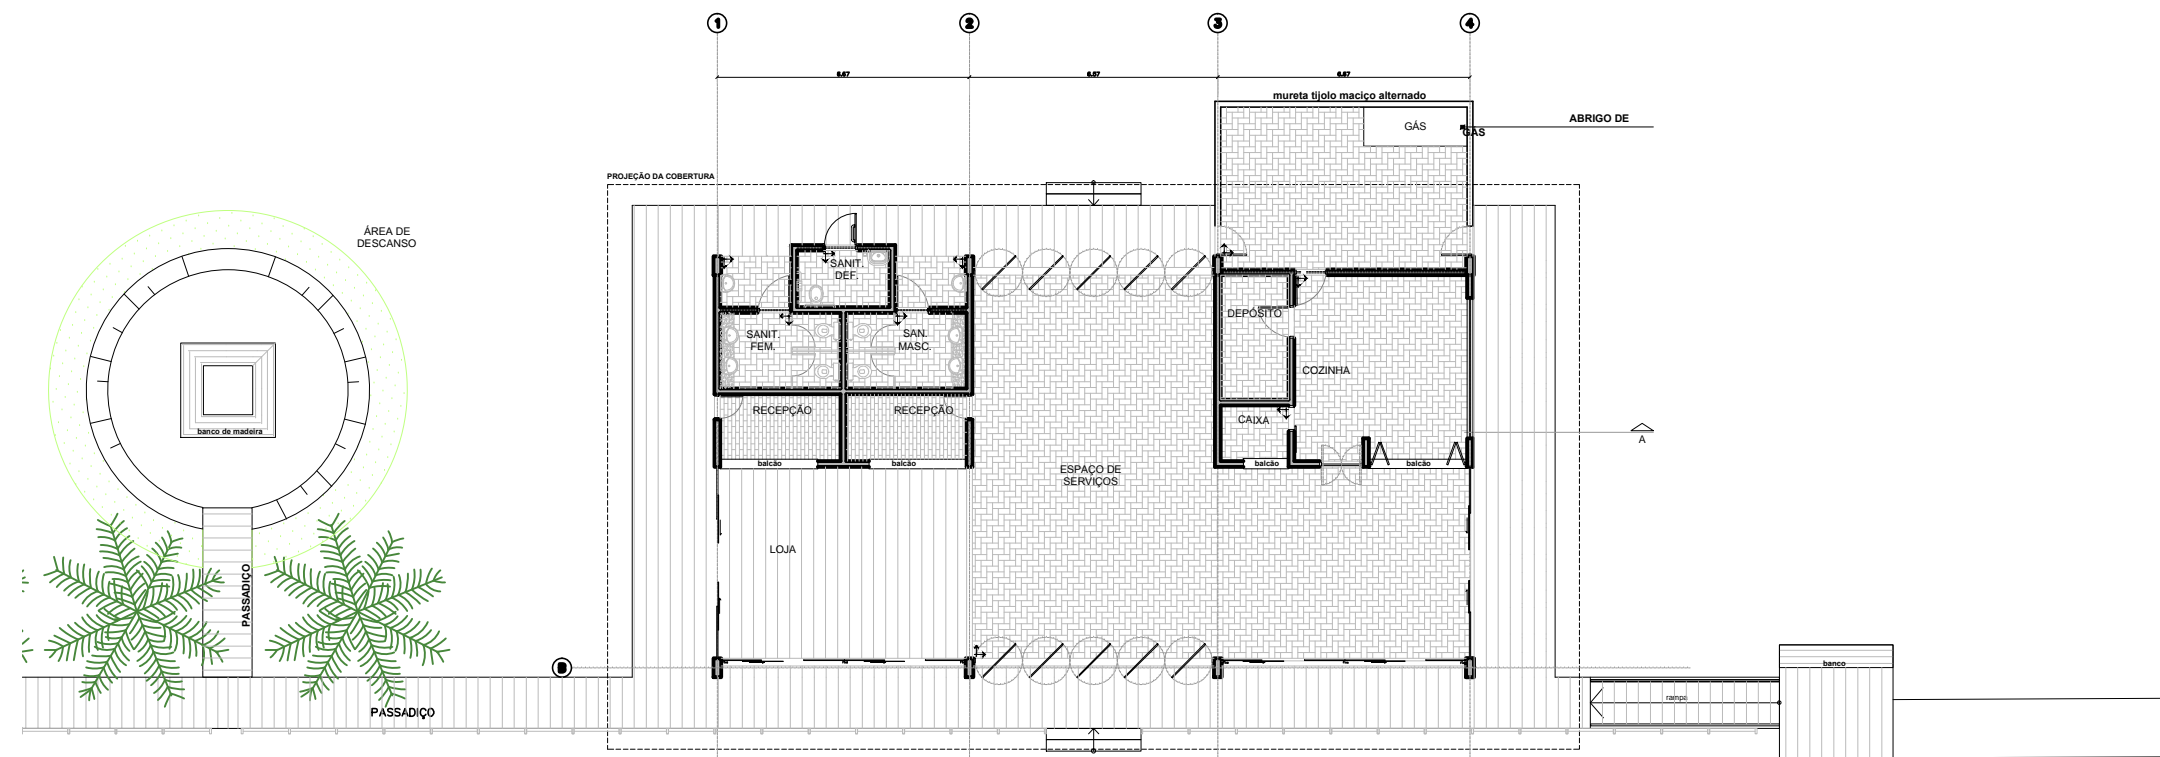 1 2 3 4
6.67 6.57 6.67
mureta tijolo maciço alternado
ABRIGO DE
GÁS
GÁS
PROJEÇÃO DA COBERTURA
ÁREA DE
DESCANSO
SANIT.
DEF.
DEPÓSITO
SANIT.
FEM.
SAN.
MASC.
COZINHA
RECEPÇÃO
RECEPÇÃO
CAIXA
banco de madeira
A
balcão
balcão
balcão
balcão
ESPAÇO DE
SERVIÇOS
LOJA
PASSADIÇO
B
banco
rampa
PASSADIÇO